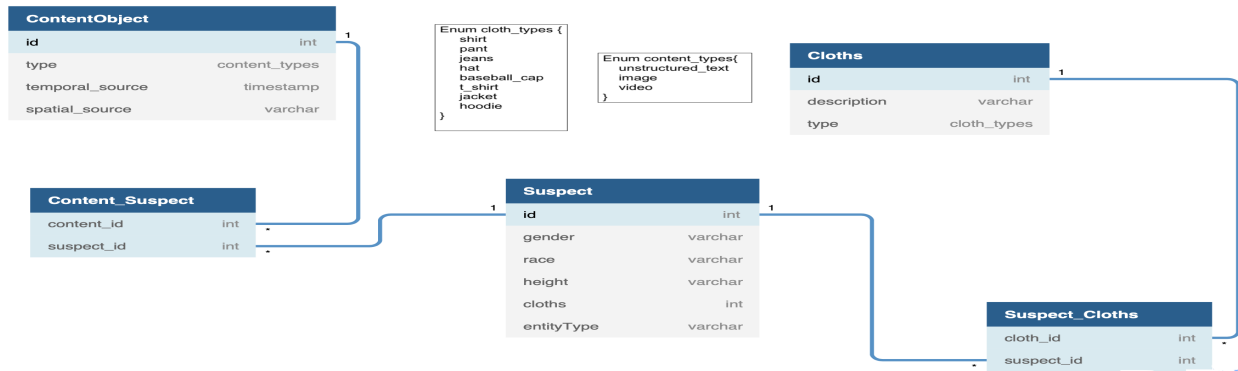 ContentObject
id int
type content_types
temporal_source timestamp
spatial_source varchar
1
Enum cloth_types {
shirt
pant
jeans
hat
baseball_cap
t_shirt
jacket
hoodie
}
Enum content_types{
unstructured_text
image
video
}
Cloths
id int
description varchar
type cloth_types
1
Content_Suspect
content_id int
suspect_id int
*
*
Suspect
id int
gender varchar
race varchar
height varchar
cloths int
entityType varchar
1
1
Suspect_Cloths
cloth_id int
suspect_id int
*
*